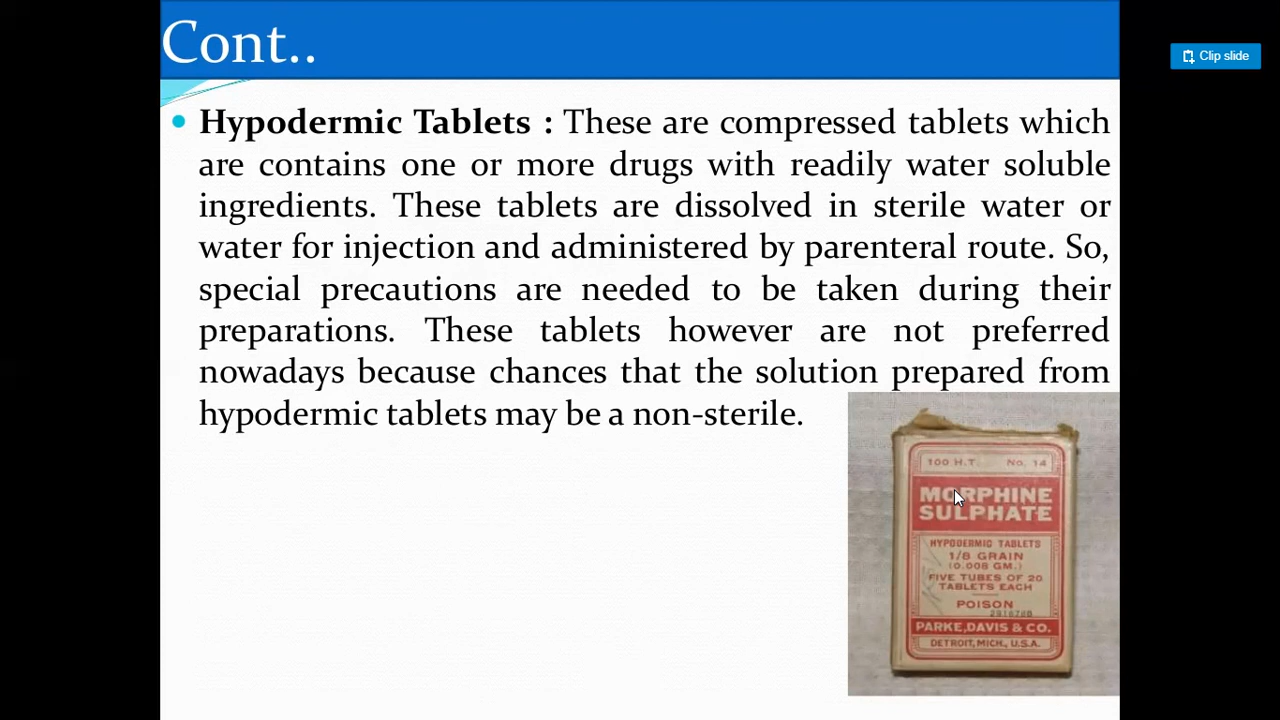 Cont..
Clip slide
Hypodermic Tablets : These are compressed tablets which
are contains one or more drugs with readily water soluble
ingredients. These tablets are dissolved in sterile water or
water for injection and administered by parenteral route. So,
special precautions are needed to be taken during their
preparations. These tablets however are not preferred
nowadays because chances that the solution prepared from
hypodermic tablets may be a non-sterile.
100 H.T. No. 14
MORPHINE
SULPHATE
HYPODERMIC TABLETS
1/8 GRAIN
(0.008 GM.)
FIVE TUBES OF 20
TABLETS EACH
POISON
PARKE, DAVIS & CO.
DETROIT, MICH., U.S.A.